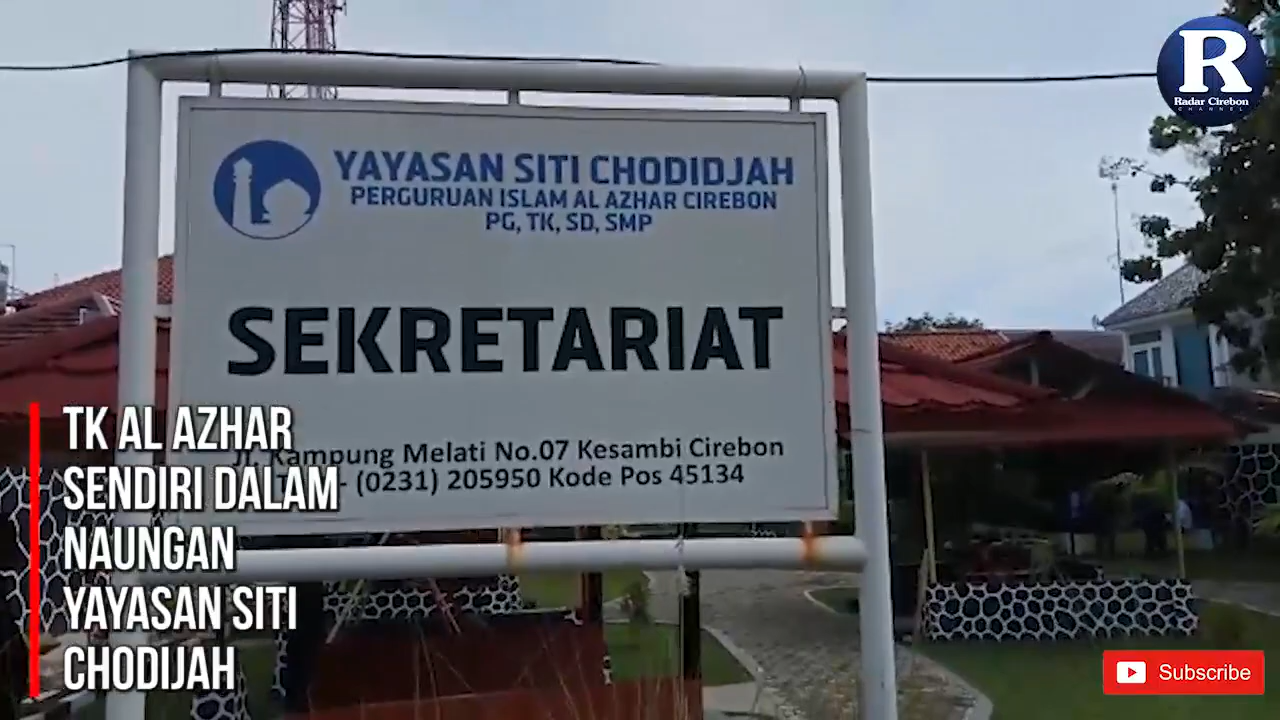 R
Radar Cirebon
CHANNEL
YAYASAN SITI CHODIDJAH
PERGURUAN ISLAM AL AZHAR CIREBON
PG, TK, SD, SMP
SEKRETARIAT
Kampung Melati No.07 Kesambi Cirebon
- (0231) 205950 Kode Pos 45134
TK AL AZHAR
SENDIRI DALAM
NAUNGAN
YAYASAN SITI
CHODIJAH
Subscribe